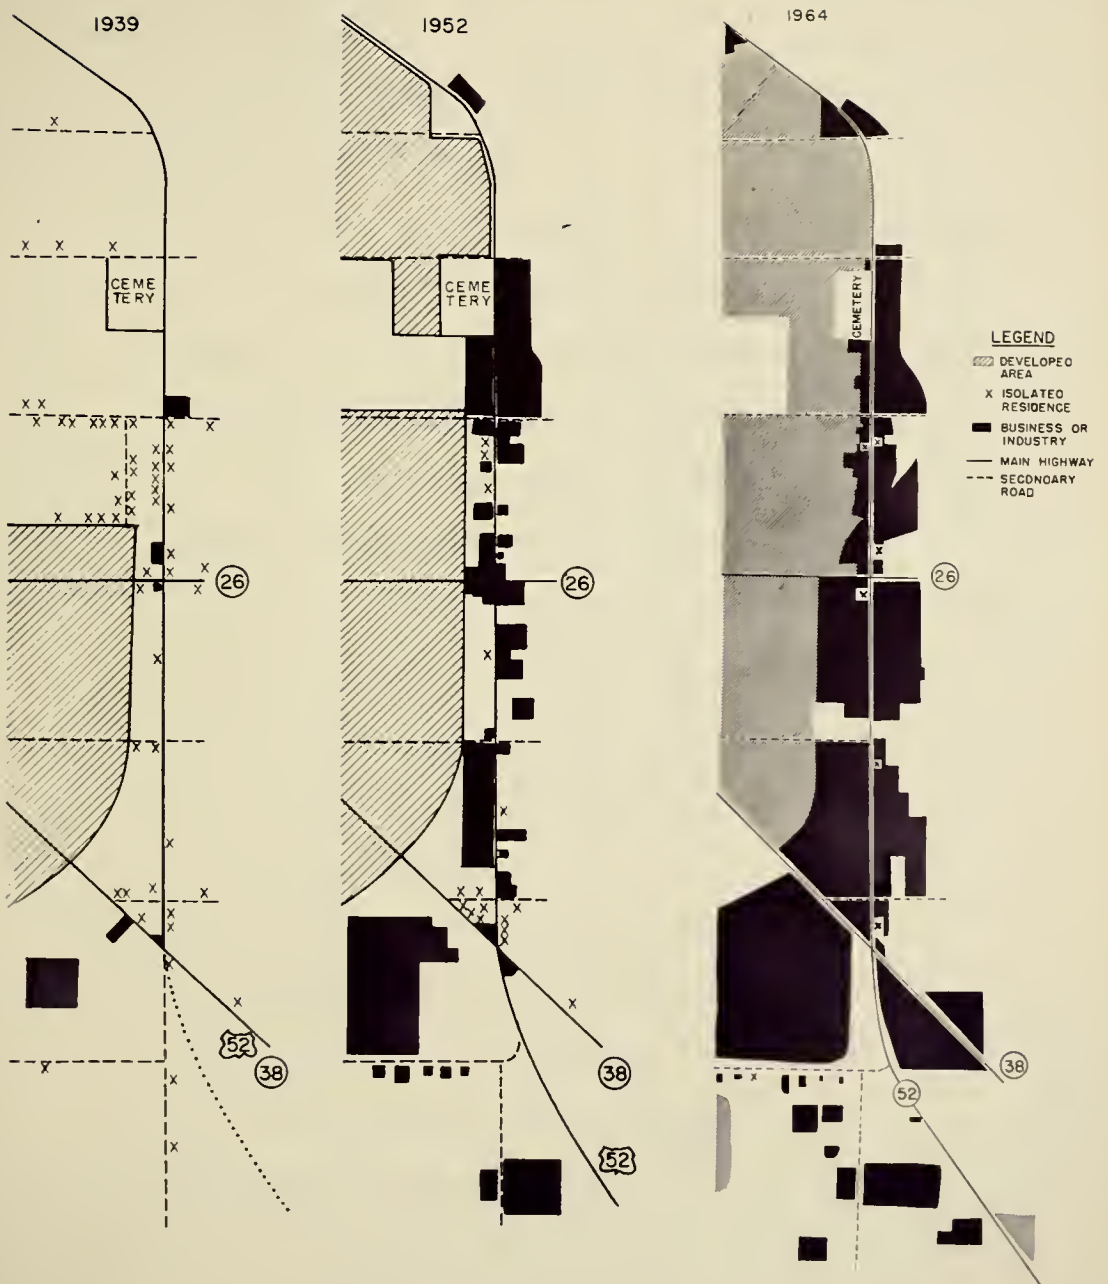 1939
1952
1964
X
X X X
CEME
TERY
X X
X X X X X X X X X
X X
X X
X X X
X X
X X
X X X
X X X X X
X
X X
X X X
26
X
X X
X
X X X X
X X
X
X
X
52
38
X
X
X
CEME
TERY
X
X
X
26
X
X
X X
X X X X
X
X
X
38
52
CEMETERY
X X
X
26
X
X
X
38
X
52
LEGEND
DEVELOPED
AREA
X ISOLATED
RESIDENCE
BUSINESS OR
INDUSTRY
MAIN HIGHWAY
SECONDARY
ROAD